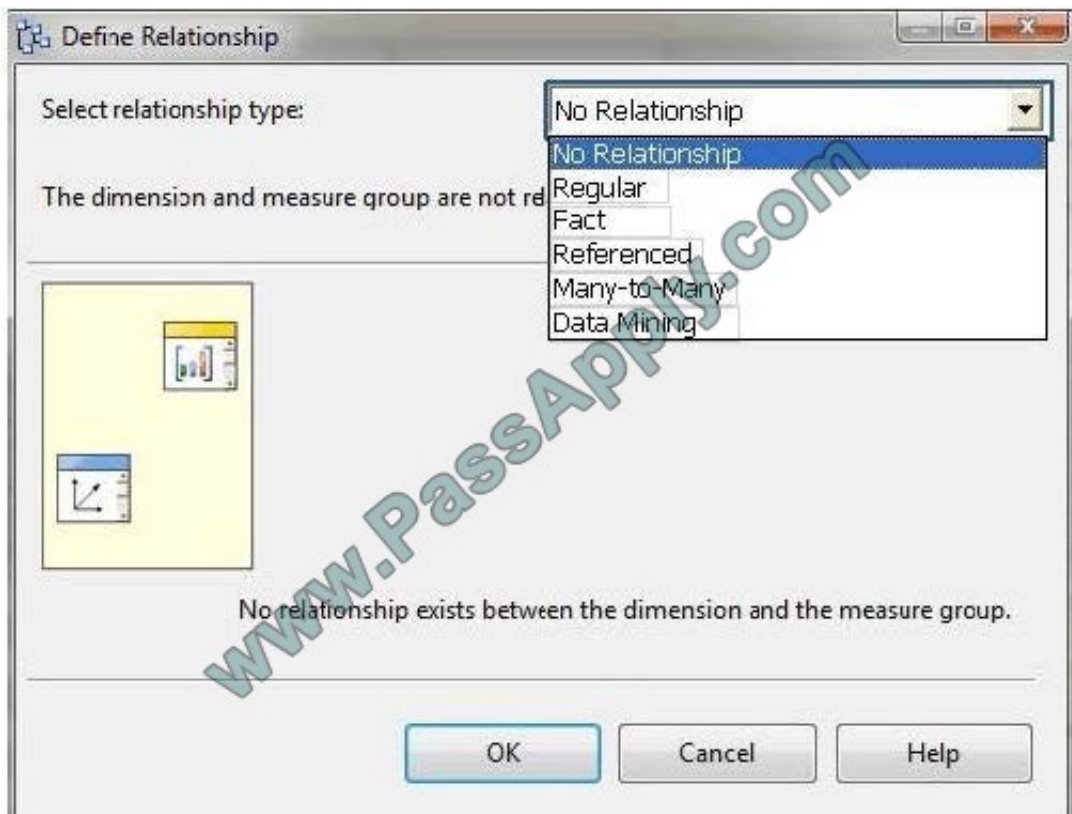 Define Relationship
Select relationship type:
No Relationship
No Relationship
Regular
The dimension and measure group are not re
Fact
Referenced
Many-to-Many
Data Mining
No relationship exists between the dimension and the measure group.
OK
Cancel
Help
www.PassApply.com